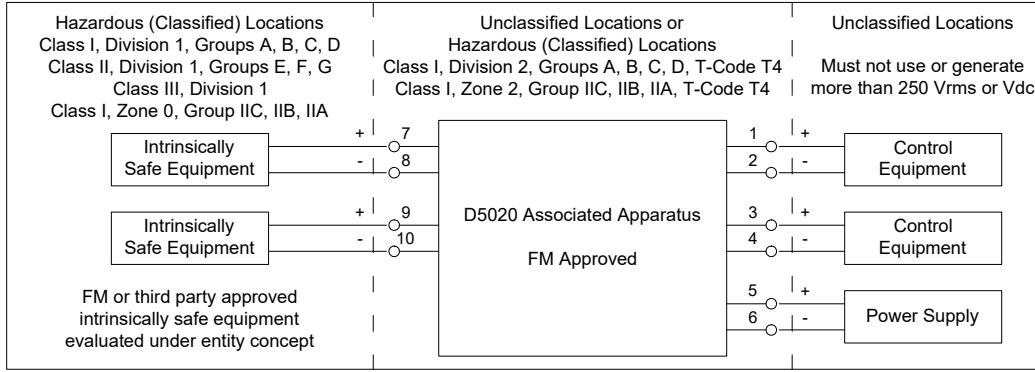 Hazardous (Classified) Locations
Class I, Division 1, Groups A, B, C, D
Class II, Division 1, Groups E, F, G
Class III, Division 1
Class I, Zone 0, Group IIC, IIB, IIA
Unclassified Locations or
Hazardous (Classified) Locations
Class I, Division 2, Groups A, B, C, D, T-Code T4
Class I, Zone 2, Group IIC, IIB, IIA, T-Code T4
Unclassified Locations
Must not use or generate
more than 250 Vrms or Vdc
Intrinsically
Safe Equipment
+ 7
- 8
Intrinsically
Safe Equipment
+ 9
- 10
FM or third party approved
intrinsically safe equipment
evaluated under entity concept
D5020 Associated Apparatus
FM Approved
1 +
2 -
Control
Equipment
3 +
4 -
Control
Equipment
5 +
6 -
Power Supply